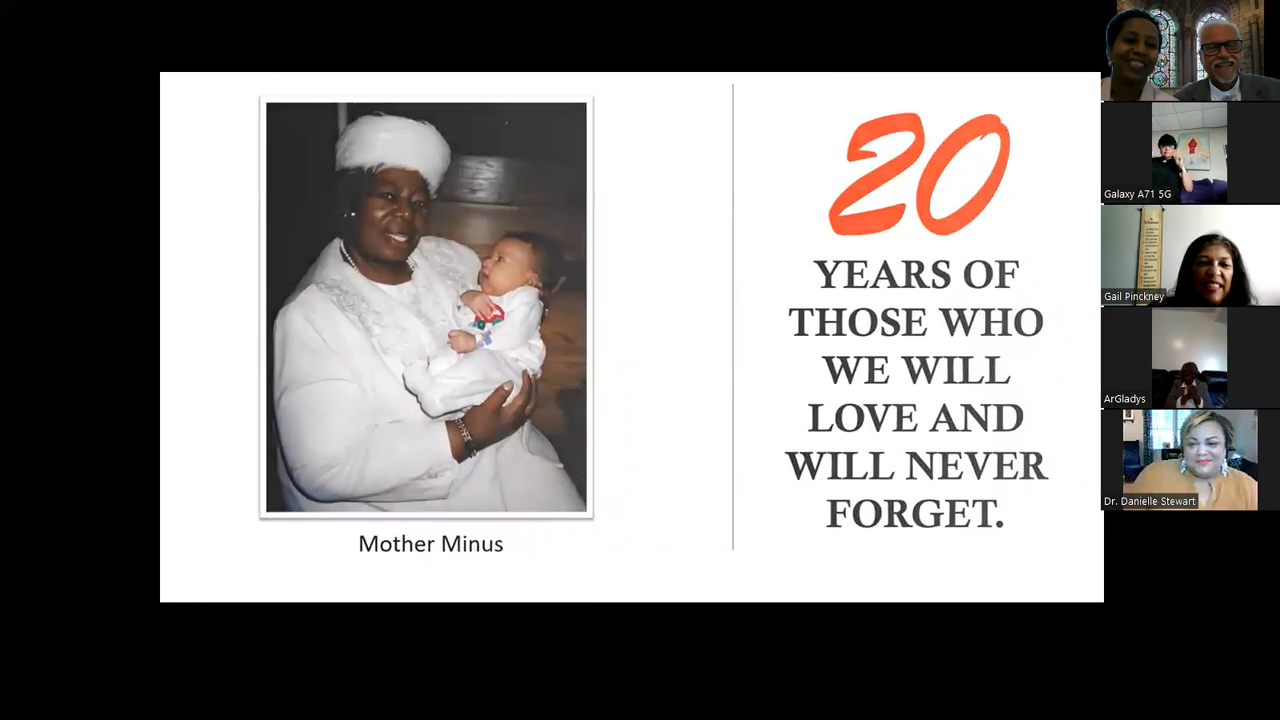 20
YEARS OF
THOSE WHO
WE WILL
LOVE AND
WILL NEVER
FORGET.
Mother Minus
Galaxy A71 5G
Gail Pinckney
ArGladys
Dr. Danielle Stewart